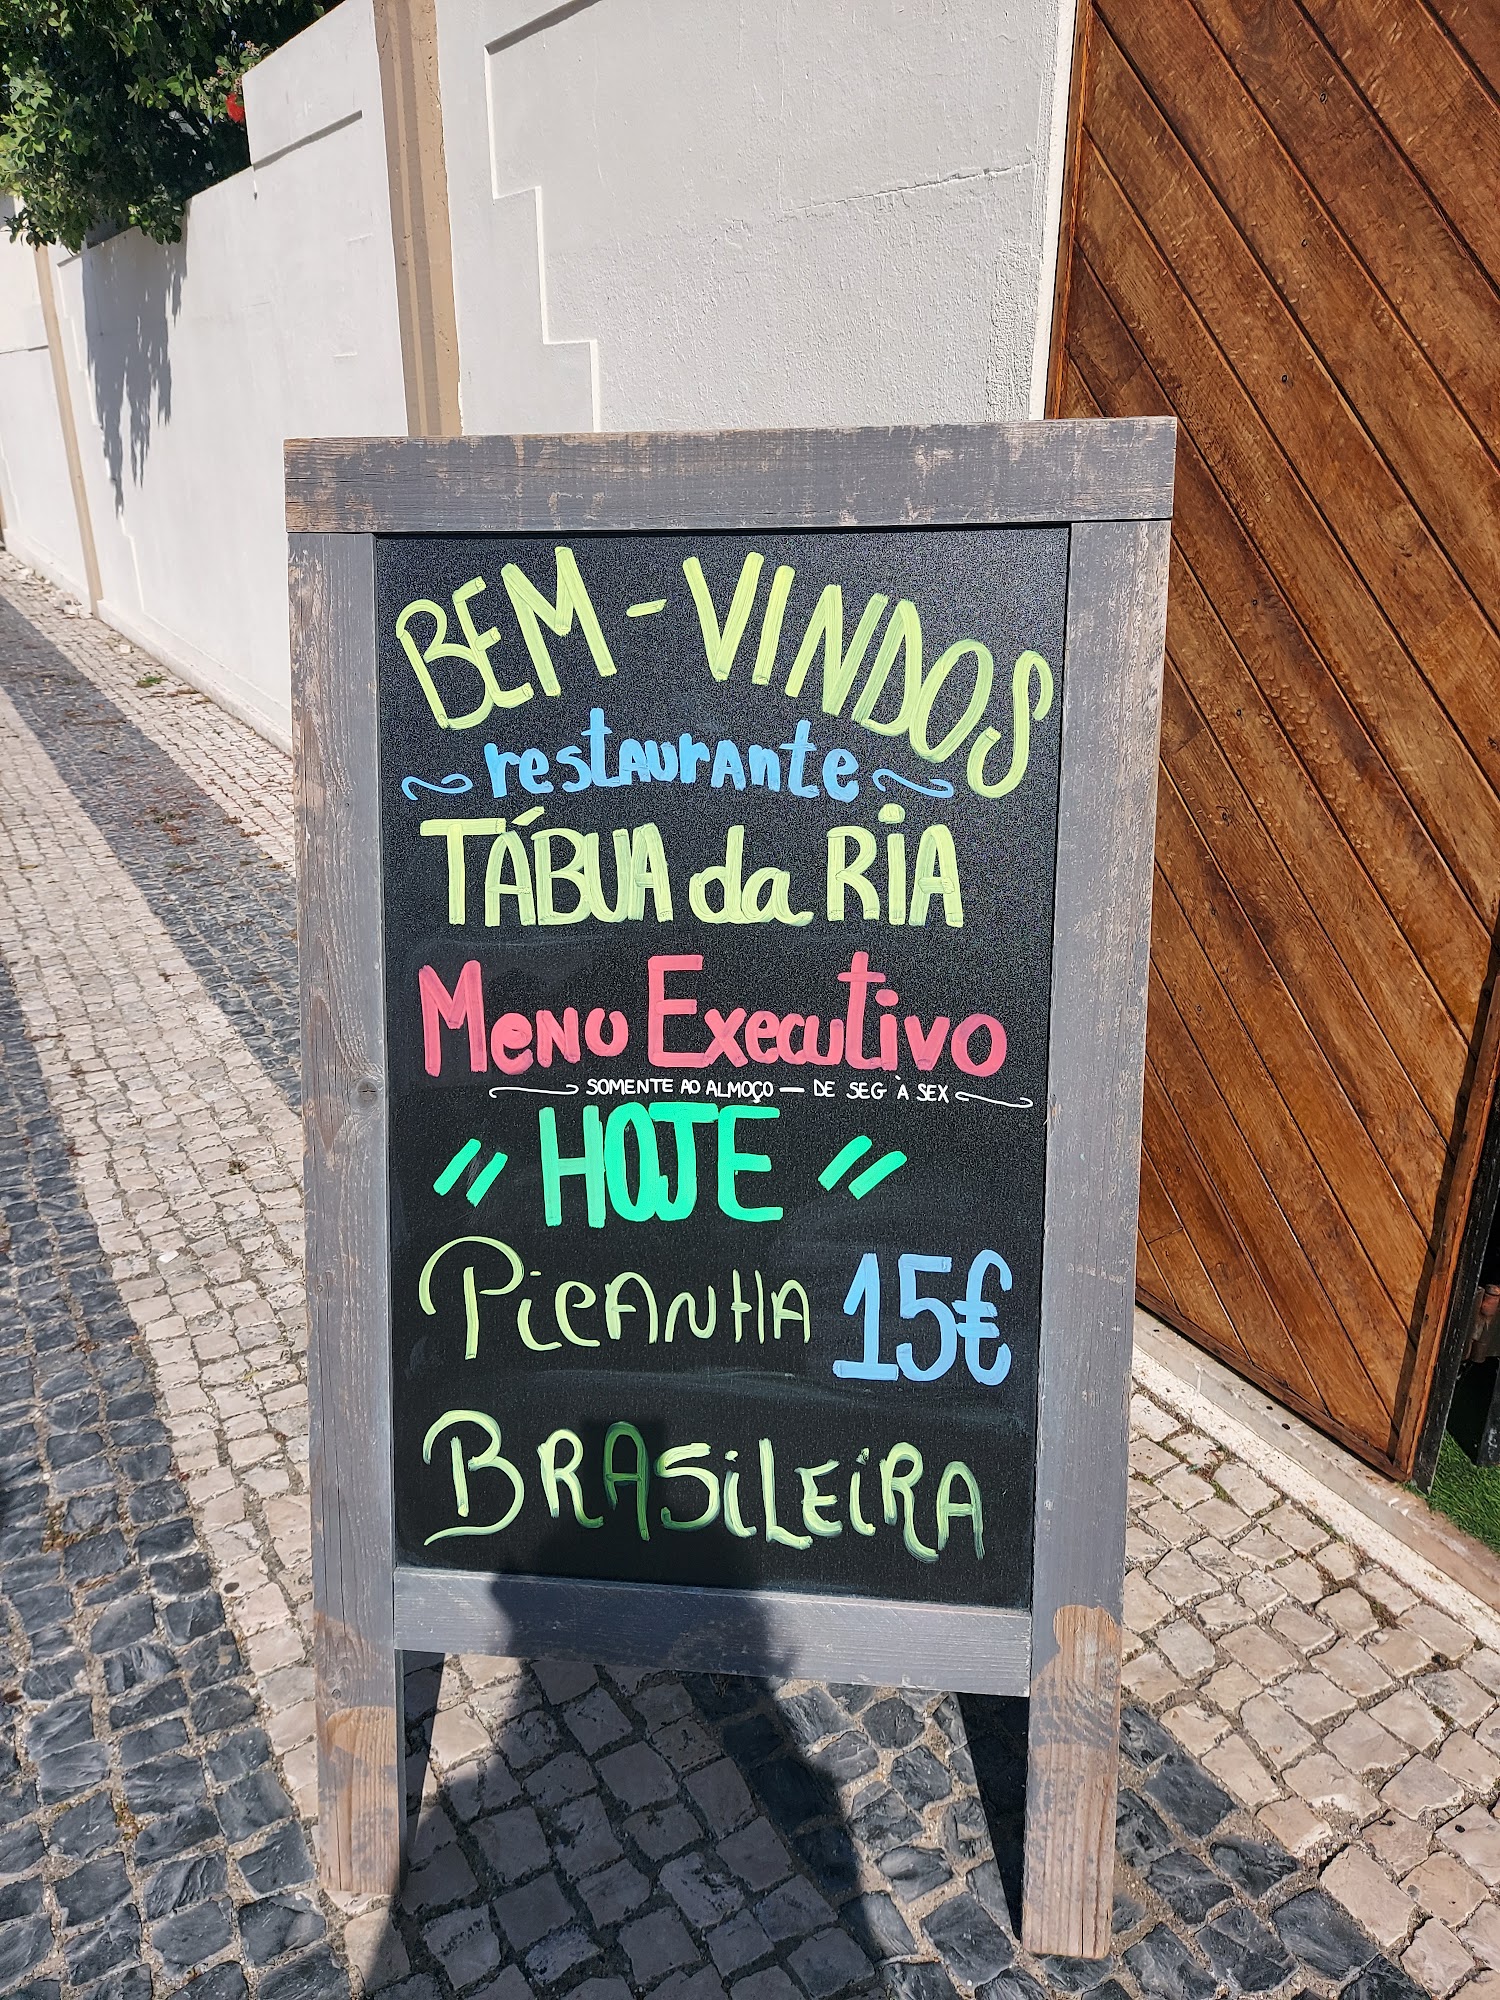 BEM-VINDOS
restaurante
TÁBUA da RIA
Menu Executivo
SOMENTE AO ALMOÇO — DE SEG À SEX
"HOJE"
PICANHA 15€
BRASILEIRA